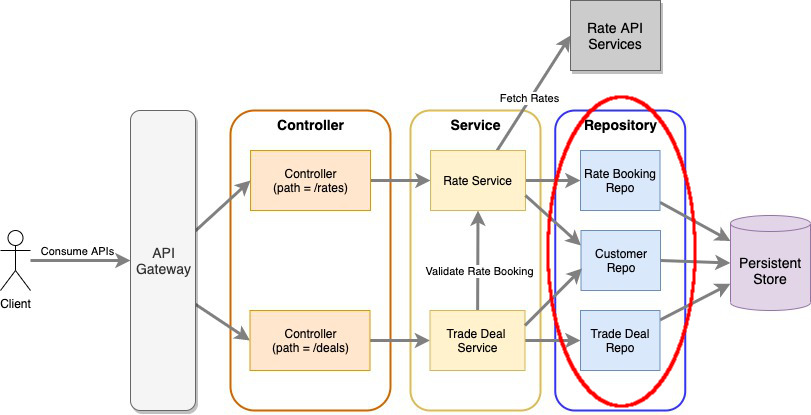 Rate API
Services
Fetch Rates
Controller
Service
Repository
Controller
(path = /rates)
Rate Service
Rate Booking
Repo
Client
Consume APIs
API
Gateway
Validate Rate Booking
Customer
Repo
Persistent
Store
Controller
(path = /deals)
Trade Deal
Service
Trade Deal
Repo